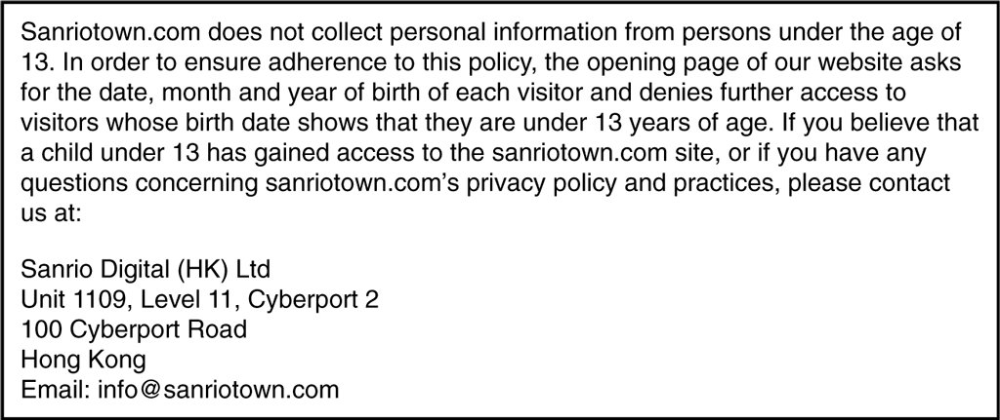 Sanriotown.com does not collect personal information from persons under the age of
13. In order to ensure adherence to this policy, the opening page of our website asks
for the date, month and year of birth of each visitor and denies further access to
visitors whose birth date shows that they are under 13 years of age. If you believe that
a child under 13 has gained access to the sanriotown.com site, or if you have any
questions concerning sanriotown.com’s privacy policy and practices, please contact
us at:
Sanrio Digital (HK) Ltd
Unit 1109, Level 11, Cyberport 2
100 Cyberport Road
Hong Kong
Email: info@sanriotown.com